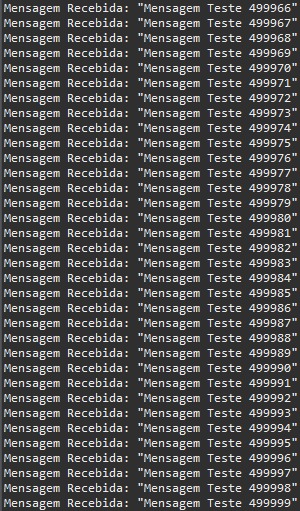 Mensagem Recebida: "Mensagem Teste 499966"
Mensagem Recebida: "Mensagem Teste 499967"
Mensagem Recebida: "Mensagem Teste 499968"
Mensagem Recebida: "Mensagem Teste 499969"
Mensagem Recebida: "Mensagem Teste 499970"
Mensagem Recebida: "Mensagem Teste 499971"
Mensagem Recebida: "Mensagem Teste 499972"
Mensagem Recebida: "Mensagem Teste 499973"
Mensagem Recebida: "Mensagem Teste 499974"
Mensagem Recebida: "Mensagem Teste 499975"
Mensagem Recebida: "Mensagem Teste 499976"
Mensagem Recebida: "Mensagem Teste 499977"
Mensagem Recebida: "Mensagem Teste 499978"
Mensagem Recebida: "Mensagem Teste 499979"
Mensagem Recebida: "Mensagem Teste 499980"
Mensagem Recebida: "Mensagem Teste 499981"
Mensagem Recebida: "Mensagem Teste 499982"
Mensagem Recebida: "Mensagem Teste 499983"
Mensagem Recebida: "Mensagem Teste 499984"
Mensagem Recebida: "Mensagem Teste 499985"
Mensagem Recebida: "Mensagem Teste 499986"
Mensagem Recebida: "Mensagem Teste 499987"
Mensagem Recebida: "Mensagem Teste 499988"
Mensagem Recebida: "Mensagem Teste 499989"
Mensagem Recebida: "Mensagem Teste 499990"
Mensagem Recebida: "Mensagem Teste 499991"
Mensagem Recebida: "Mensagem Teste 499992"
Mensagem Recebida: "Mensagem Teste 499993"
Mensagem Recebida: "Mensagem Teste 499994"
Mensagem Recebida: "Mensagem Teste 499995"
Mensagem Recebida: "Mensagem Teste 499996"
Mensagem Recebida: "Mensagem Teste 499997"
Mensagem Recebida: "Mensagem Teste 499998"
Mensagem Recebida: "Mensagem Teste 499999"